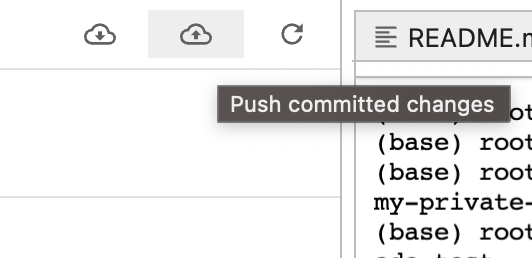 README.m
Push committed changes
(base) root
(base) root
my-private-
(base) root